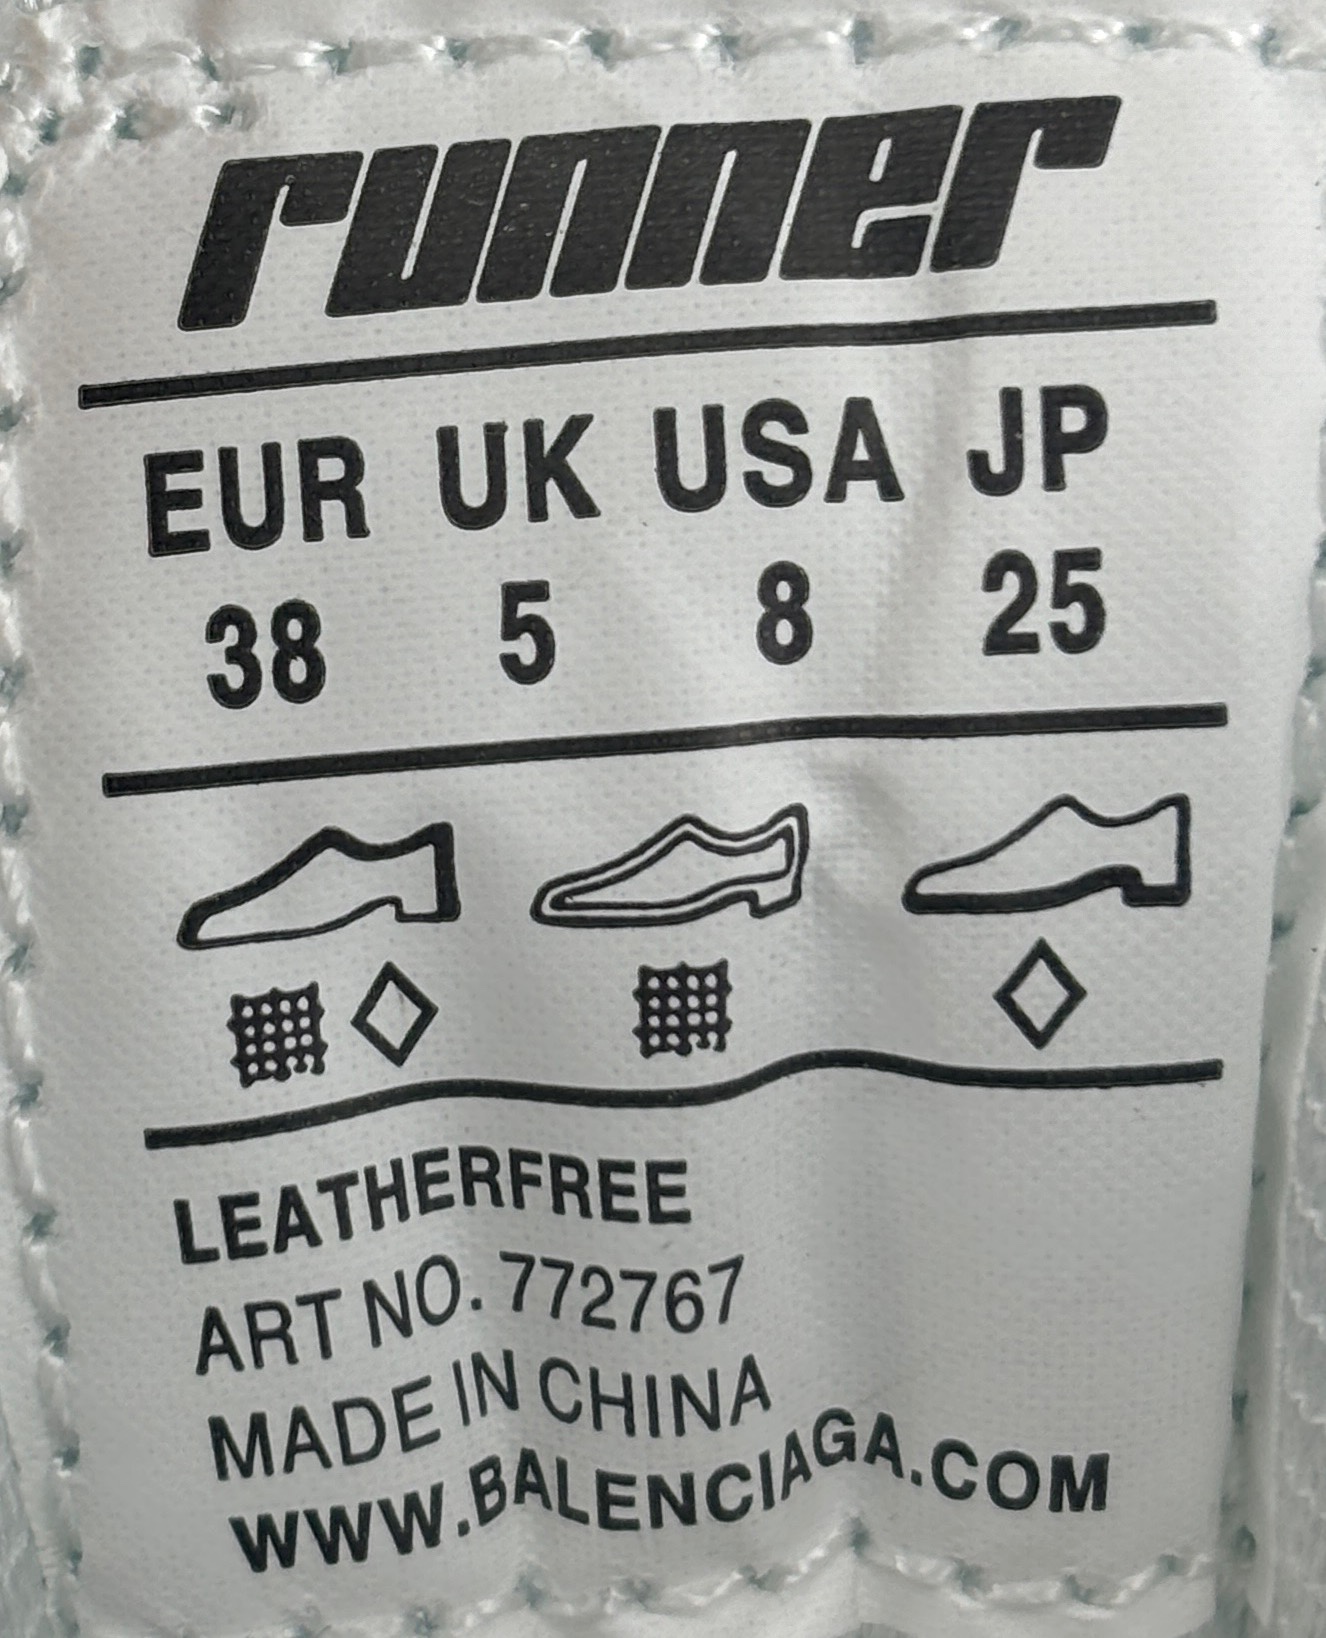 runner
EUR UK USA JP
38 5 8 25
LEATHERFREE
ART NO. 772767
MADE IN CHINA
WWW.BALENCIAGA.COM